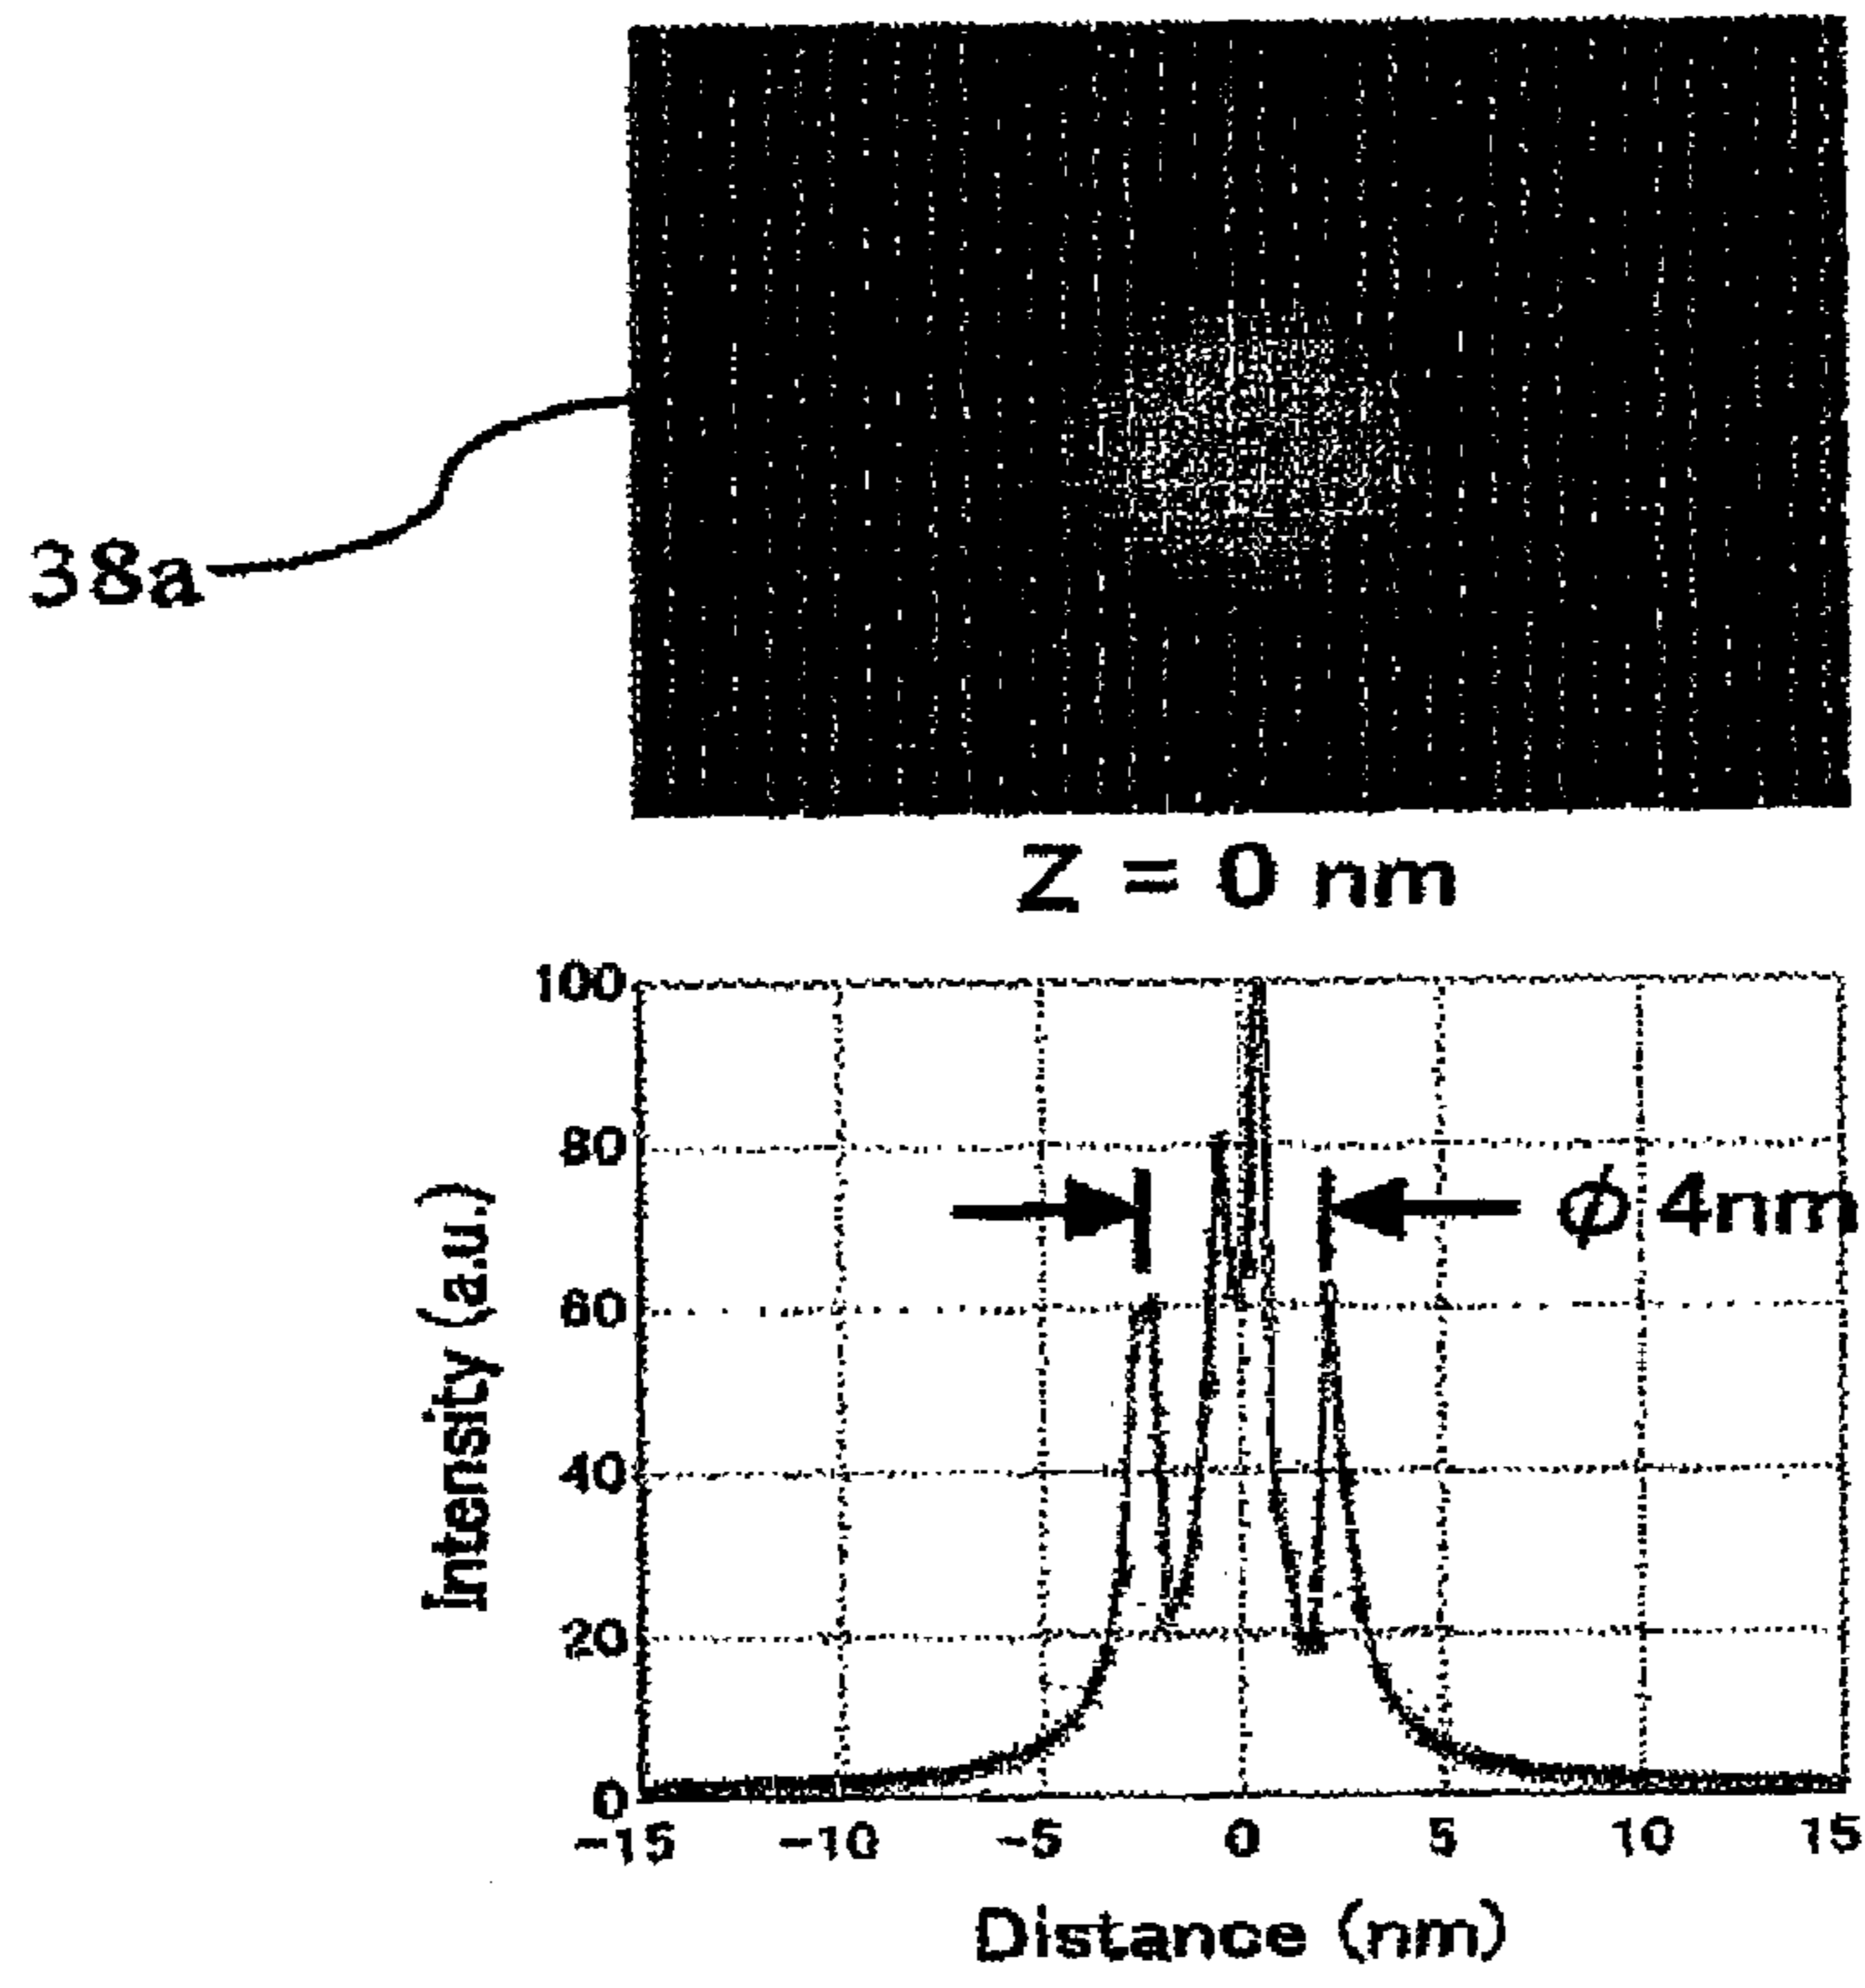 38a
Z = 0 nm
100
80
60
40
20
0
Intensity (a.u.)
ϕ 4nm
-15 -10 -5 0 5 10 15
Distance (nm)